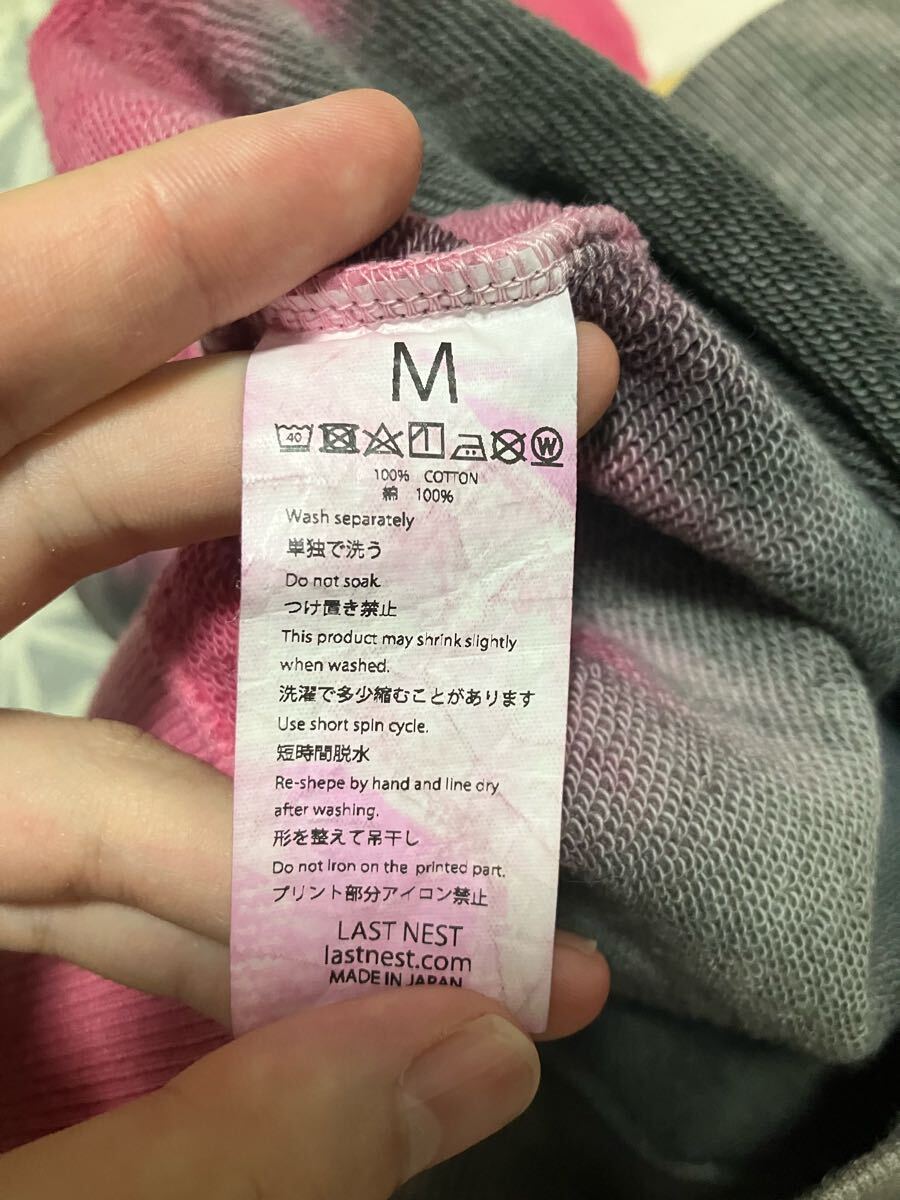 M
40 W
100% COTTON
綿 100%
Wash separately
単独で洗う
Do not soak.
つけ置き禁止
This product may shrink slightly
when washed.
洗濯で多少縮むことがあります
Use short spin cycle.
短時間脱水
Re-shepe by hand and line dry
after washing.
形を整えて吊干し
Do not iron on the printed part.
プリント部分アイロン禁止
LAST NEST
lastnest.com
MADE IN JAPAN